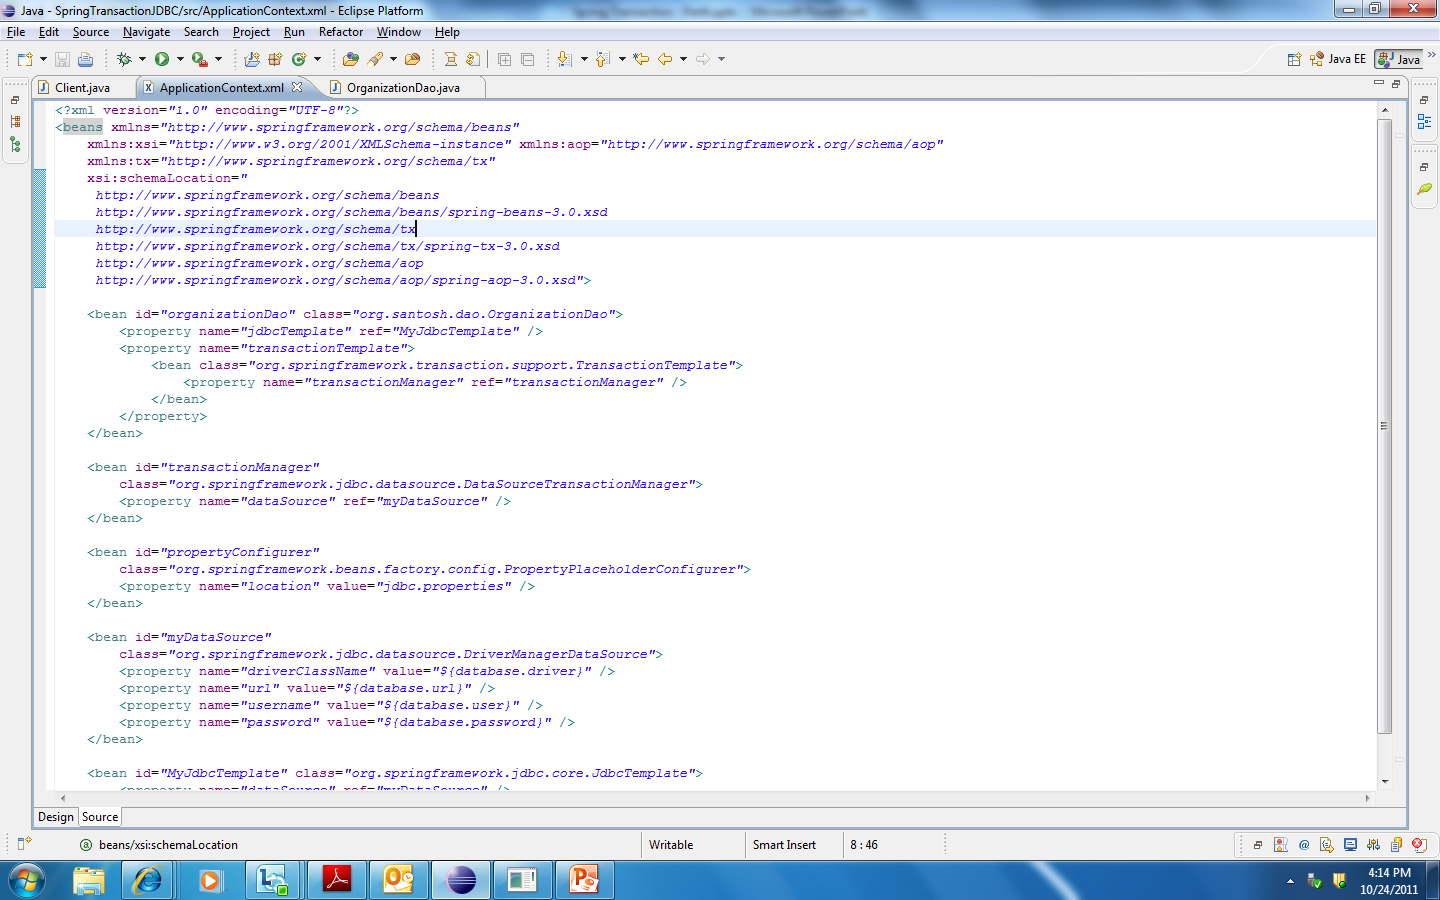 Java - SpringTransactionJDBC/src/ApplicationContext.xml - Eclipse Platform
File Edit Source Navigate Search Project Run Refactor Window Help
Java EE Java
Client.java ApplicationContext.xml OrganizationDao.java
<?xml version="1.0" encoding="UTF-8"?>
<beans xmlns="http://www.springframework.org/schema/beans"
xmlns:xsi="http://www.w3.org/2001/XMLSchema-instance" xmlns:aop="http://www.springframework.org/schema/aop"
xmlns:tx="http://www.springframework.org/schema/tx"
xsi:schemaLocation="
http://www.springframework.org/schema/beans
http://www.springframework.org/schema/beans/spring-beans-3.0.xsd
http://www.springframework.org/schema/tx
http://www.springframework.org/schema/tx/spring-tx-3.0.xsd
http://www.springframework.org/schema/aop
http://www.springframework.org/schema/aop/spring-aop-3.0.xsd">
<bean id="organizationDao" class="org.santosh.dao.OrganizationDao">
<property name="jdbcTemplate" ref="MyJdbcTemplate" />
<property name="transactionTemplate">
<bean class="org.springframework.transaction.support.TransactionTemplate">
<property name="transactionManager" ref="transactionManager" />
</bean>
</property>
</bean>
<bean id="transactionManager"
class="org.springframework.jdbc.datasource.DataSourceTransactionManager">
<property name="dataSource" ref="myDataSource" />
</bean>
<bean id="propertyConfigurer"
class="org.springframework.beans.factory.config.PropertyPlaceholderConfigurer">
<property name="location" value="jdbc.properties" />
</bean>
<bean id="myDataSource"
class="org.springframework.jdbc.datasource.DriverManagerDataSource">
<property name="driverClassName" value="${database.driver}" />
<property name="url" value="${database.url}" />
<property name="username" value="${database.user}" />
<property name="password" value="${database.password}" />
</bean>
<bean id="MyJdbcTemplate" class="org.springframework.jdbc.core.JdbcTemplate">
<property name="dataSource" ref="myDataSource" />
Design Source
beans/xsi:schemaLocation Writable Smart Insert 8 : 46
4:14 PM
10/24/2011